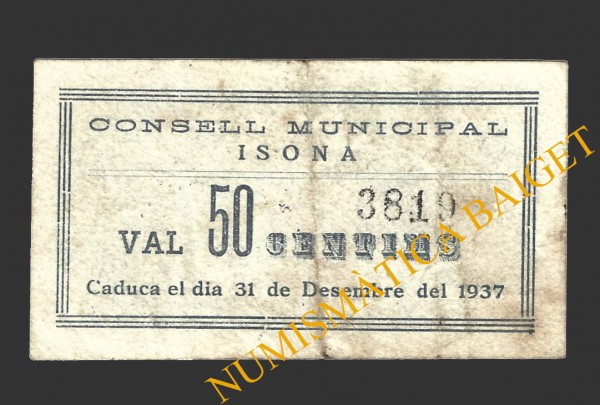 CONSELL MUNICIPAL
ISONA
3819
VAL 50 CENTIMS
Caduca el dia 31 de Desembre del 1937
NUMISMÀTICA BAIGET